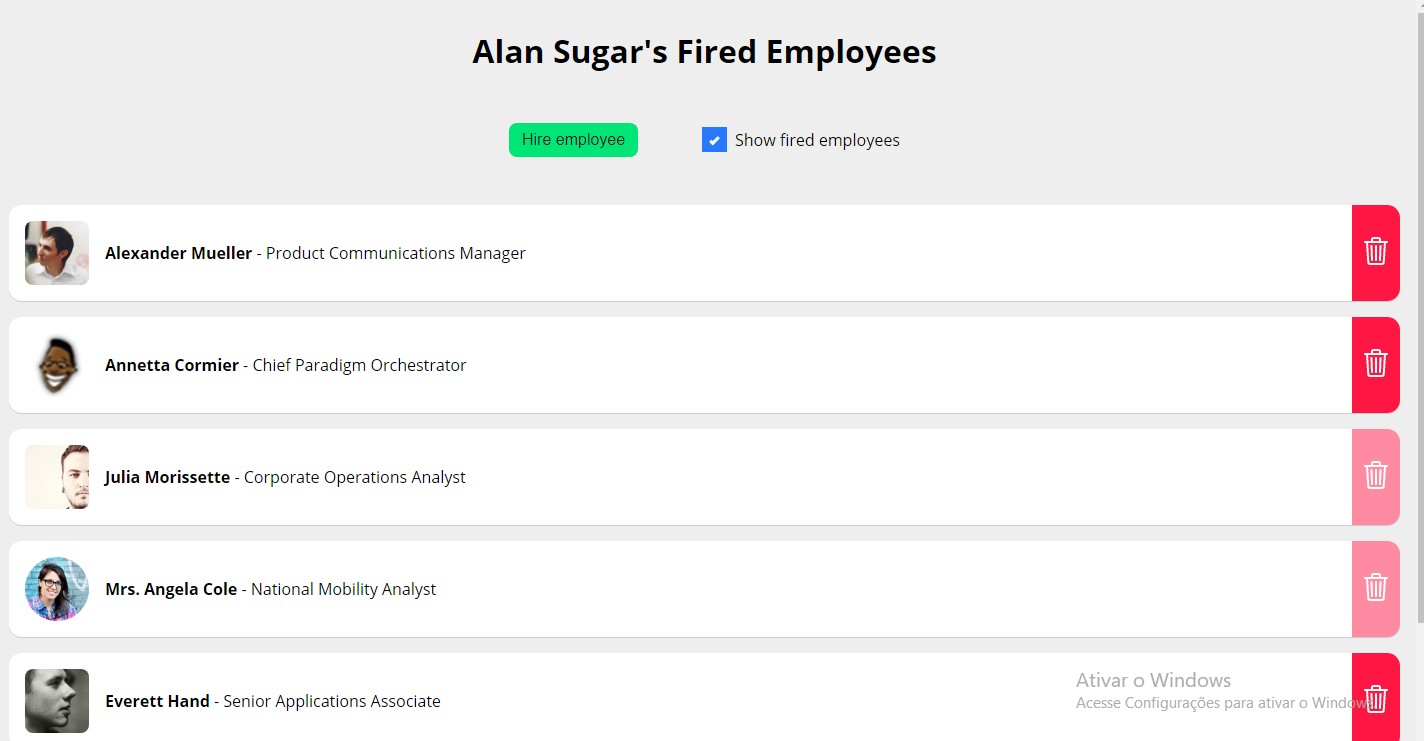 Alan Sugar's Fired Employees
Hire employee
Show fired employees
Alexander Mueller - Product Communications Manager
Annetta Cormier - Chief Paradigm Orchestrator
Julia Morissette - Corporate Operations Analyst
Mrs. Angela Cole - National Mobility Analyst
Everett Hand - Senior Applications Associate
Ativar o Windows
Acesse Configurações para ativar o Windows.